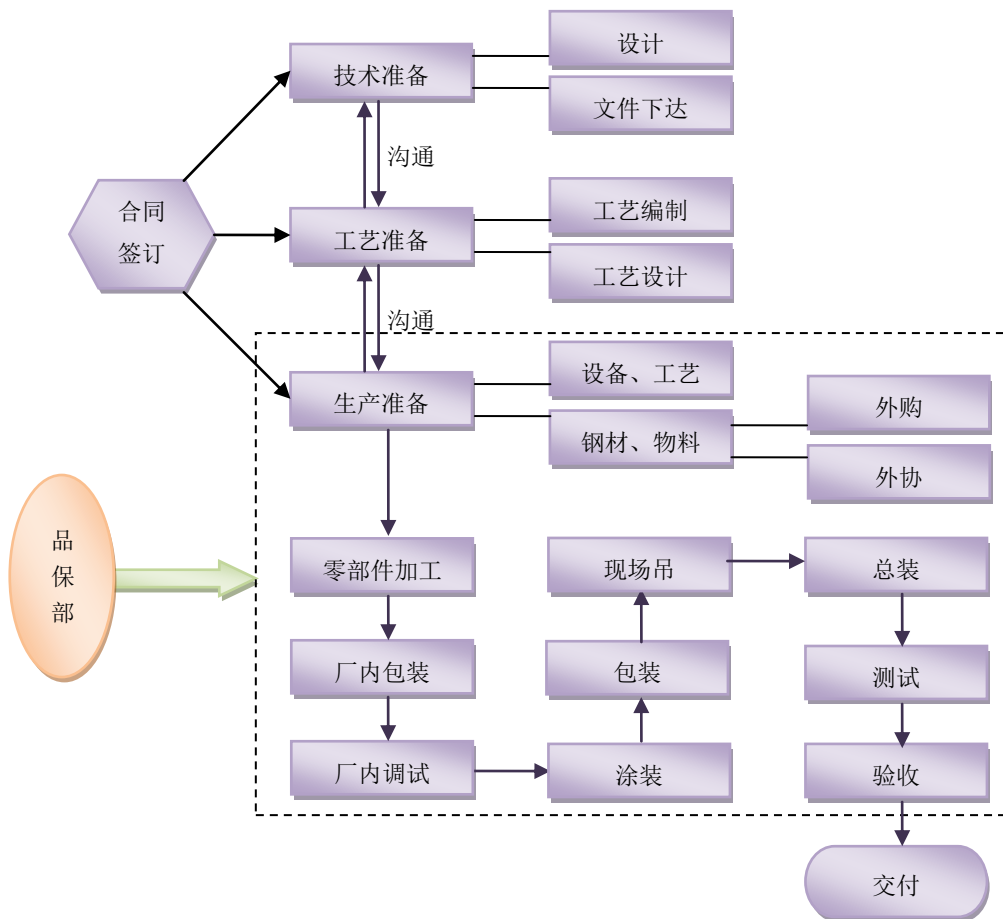 设计
技术准备
文件下达
沟通
合同
签订
工艺编制
工艺准备
工艺设计
沟通
设备、工艺
生产准备
外购
钢材、物料
外协
品
保
部
零部件加工
现场吊
总装
厂内包装
包装
测试
厂内调试
涂装
验收
交付